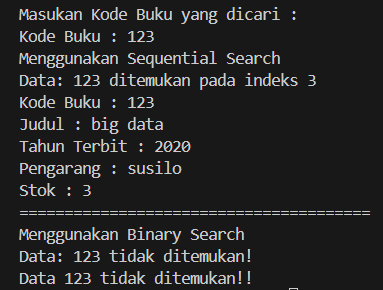 Masukan Kode Buku yang dicari :
Kode Buku : 123
Menggunakan Sequential Search
Data: 123 ditemukan pada indeks 3
Kode Buku : 123
Judul : big data
Tahun Terbit : 2020
Pengarang : susilo
Stok : 3
=======================================
Menggunakan Binary Search
Data: 123 tidak ditemukan!
Data 123 tidak ditemukan!!